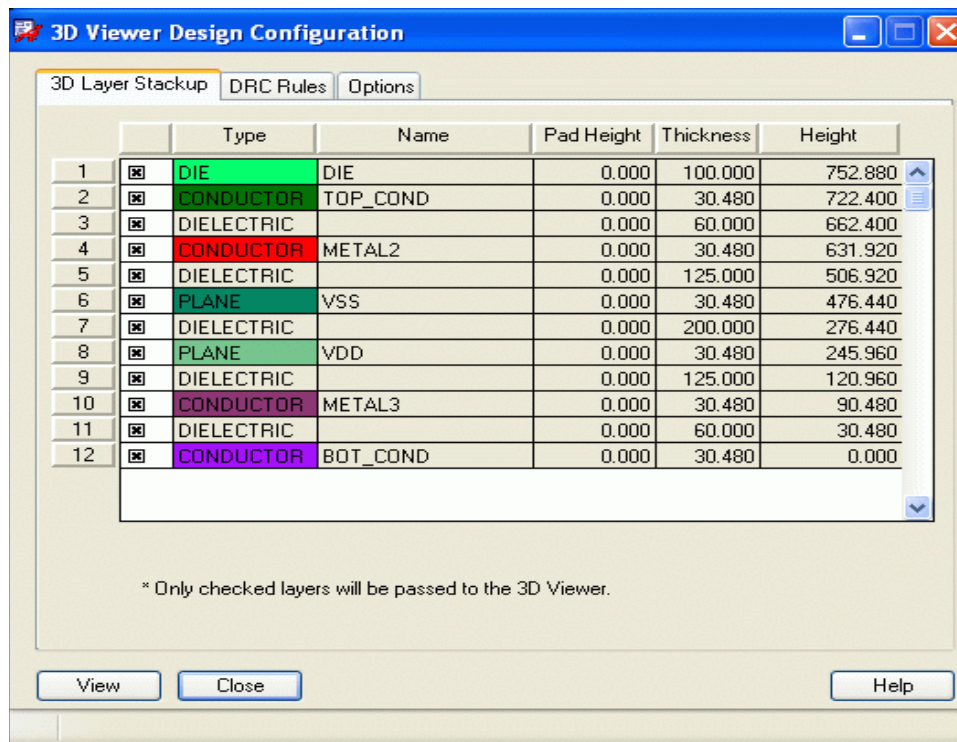 3D Viewer Design Configuration
3D Layer Stackup DRC Rules Options
Type Name Pad Height Thickness Height
1 DIE DIE 0.000 100.000 752.880
2 CONDUCTOR TOP_COND 0.000 30.480 722.400
3 DIELECTRIC 0.000 60.000 662.400
4 CONDUCTOR METAL2 0.000 30.480 631.920
5 DIELECTRIC 0.000 125.000 506.920
6 PLANE VSS 0.000 30.480 476.440
7 DIELECTRIC 0.000 200.000 276.440
8 PLANE VDD 0.000 30.480 245.960
9 DIELECTRIC 0.000 125.000 120.960
10 CONDUCTOR METAL3 0.000 30.480 90.480
11 DIELECTRIC 0.000 60.000 30.480
12 CONDUCTOR BOT_COND 0.000 30.480 0.000
* Only checked layers will be passed to the 3D Viewer.
View Close Help